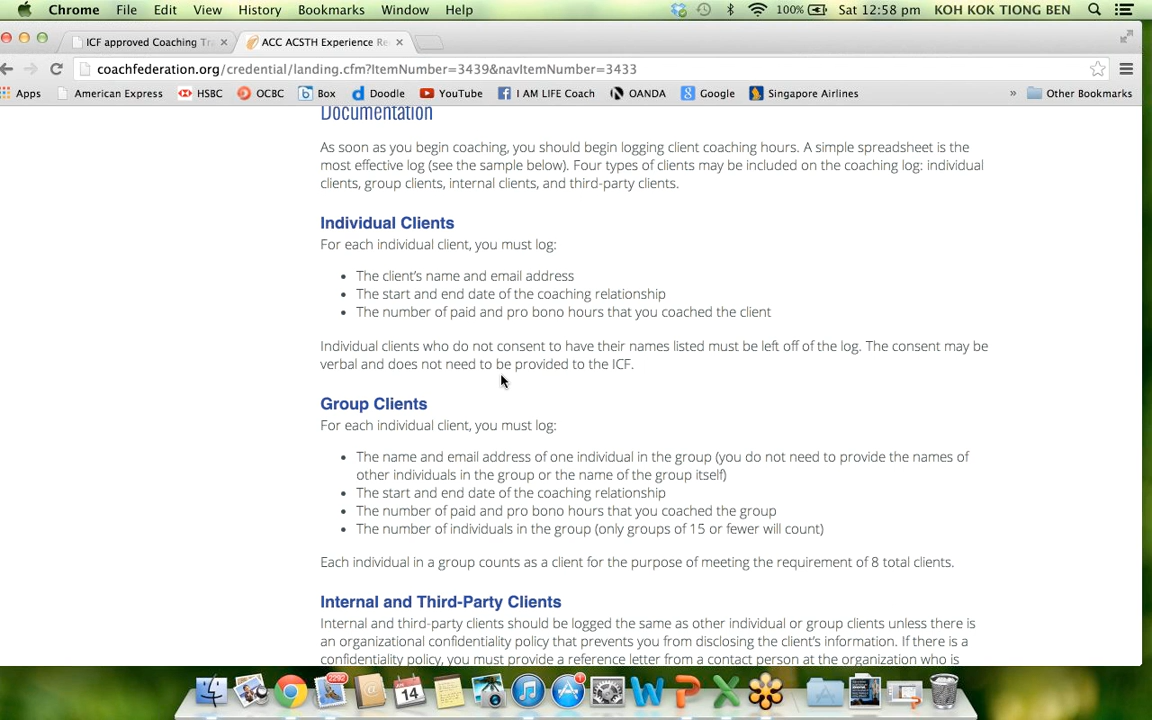 Chrome File Edit View History Bookmarks Window Help 100% Sat 12:58 pm KOH KOK TIONG BEN
ICF approved Coaching Tra ACC ACSTH Experience Re
coachfederation.org/credential/landing.cfm?ItemNumber=3439&navItemNumber=3433
Apps American Express HSBC OCBC Box Doodle YouTube I AM LIFE Coach OANDA Google Singapore Airlines » Other Bookmarks
Documentation
As soon as you begin coaching, you should begin logging client coaching hours. A simple spreadsheet is the
most effective log (see the sample below). Four types of clients may be included on the coaching log: individual
clients, group clients, internal clients, and third-party clients.
Individual Clients
For each individual client, you must log:
• The client's name and email address
• The start and end date of the coaching relationship
• The number of paid and pro bono hours that you coached the client
Individual clients who do not consent to have their names listed must be left off of the log. The consent may be
verbal and does not need to be provided to the ICF.
Group Clients
For each individual client, you must log:
• The name and email address of one individual in the group (you do not need to provide the names of
other individuals in the group or the name of the group itself)
• The start and end date of the coaching relationship
• The number of paid and pro bono hours that you coached the group
• The number of individuals in the group (only groups of 15 or fewer will count)
Each individual in a group counts as a client for the purpose of meeting the requirement of 8 total clients.
Internal and Third-Party Clients
Internal and third-party clients should be logged the same as other individual or group clients unless there is
an organizational confidentiality policy that prevents you from disclosing the client's information. If there is a
confidentiality policy, you must provide a reference letter from a contact person at the organization who is
2293 14 1